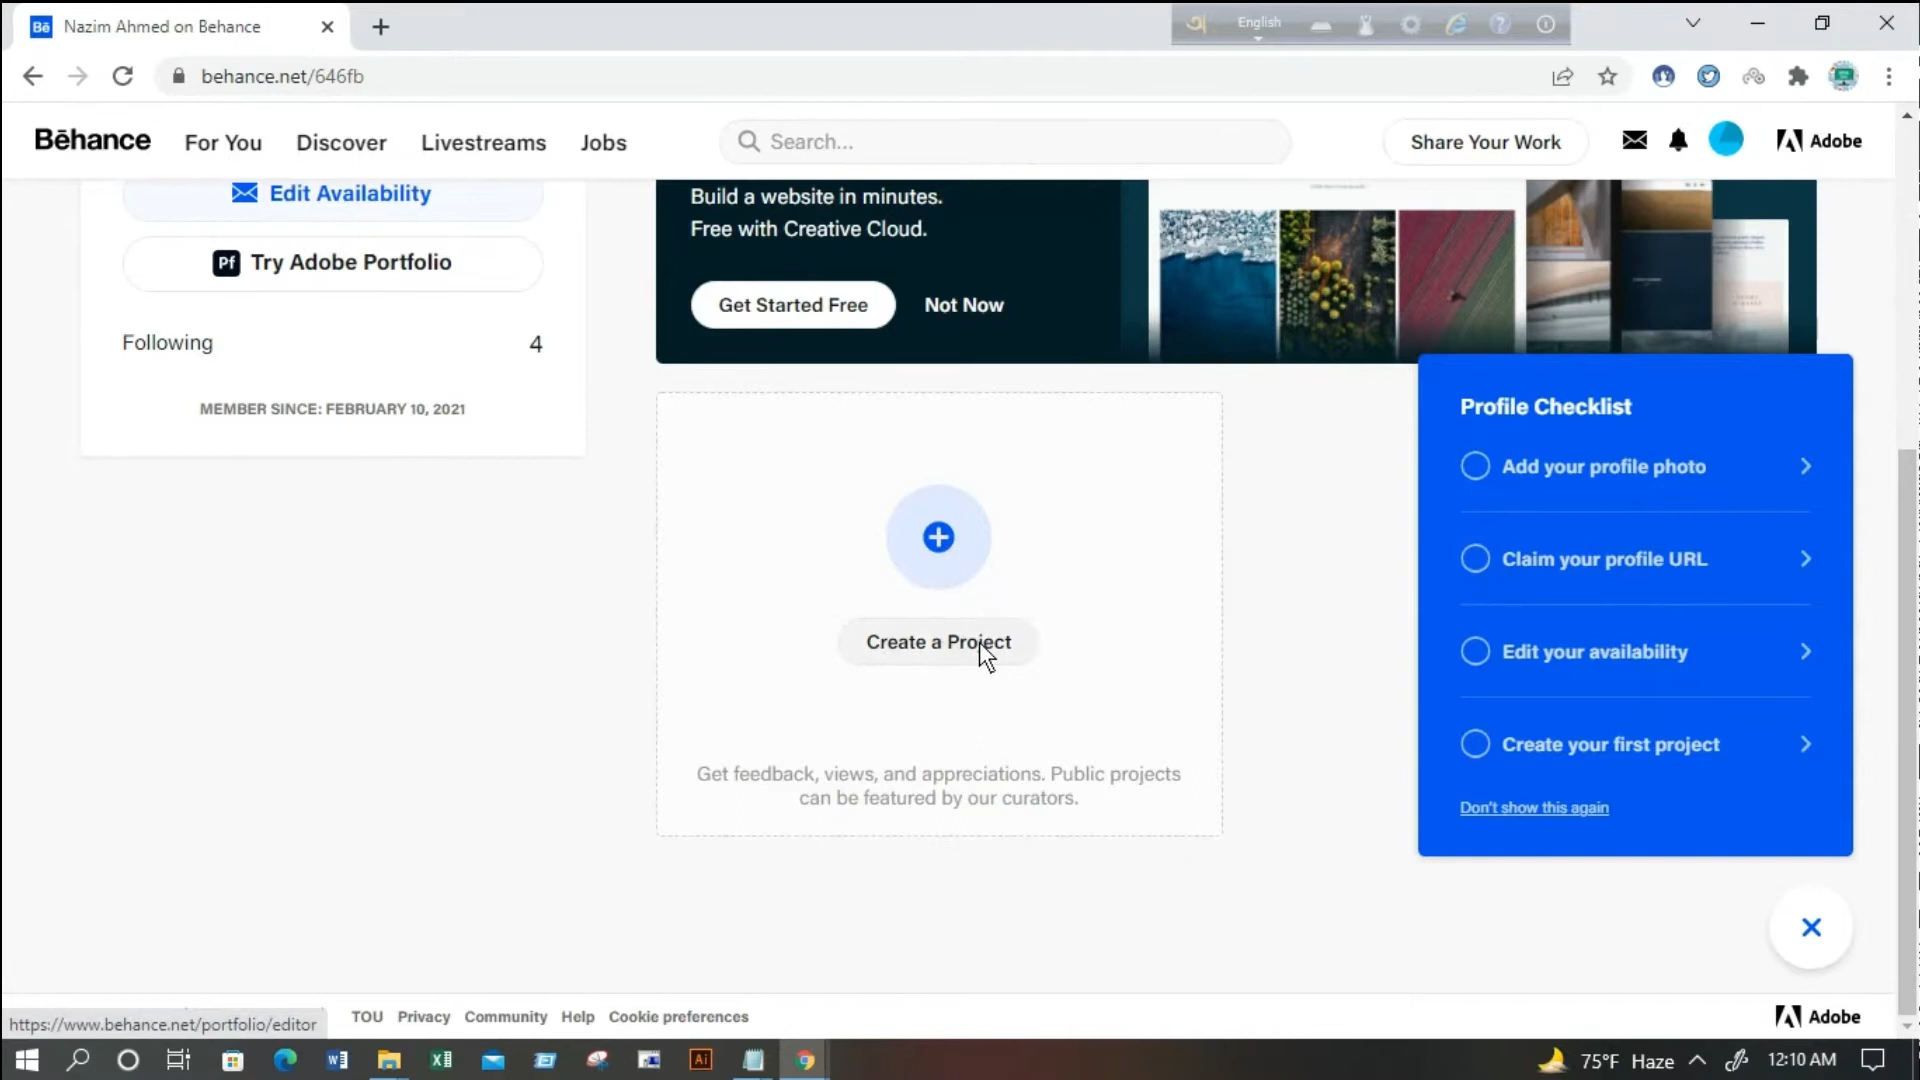 Bē Nazim Ahmed on Behance
English
behance.net/646fb
Bēhance For You Discover Livestreams Jobs Search... Share Your Work Adobe
Edit Availability
Pf Try Adobe Portfolio
Following 4
MEMBER SINCE: FEBRUARY 10, 2021
Build a website in minutes.
Free with Creative Cloud.
Get Started Free Not Now
Create a Project
Get feedback, views, and appreciations. Public projects
can be featured by our curators.
Profile Checklist
Add your profile photo
Claim your profile URL
Edit your availability
Create your first project
Don't show this again
https://www.behance.net/portfolio/editor TOU Privacy Community Help Cookie preferences Adobe
Ai 75°F Haze 12:10 AM